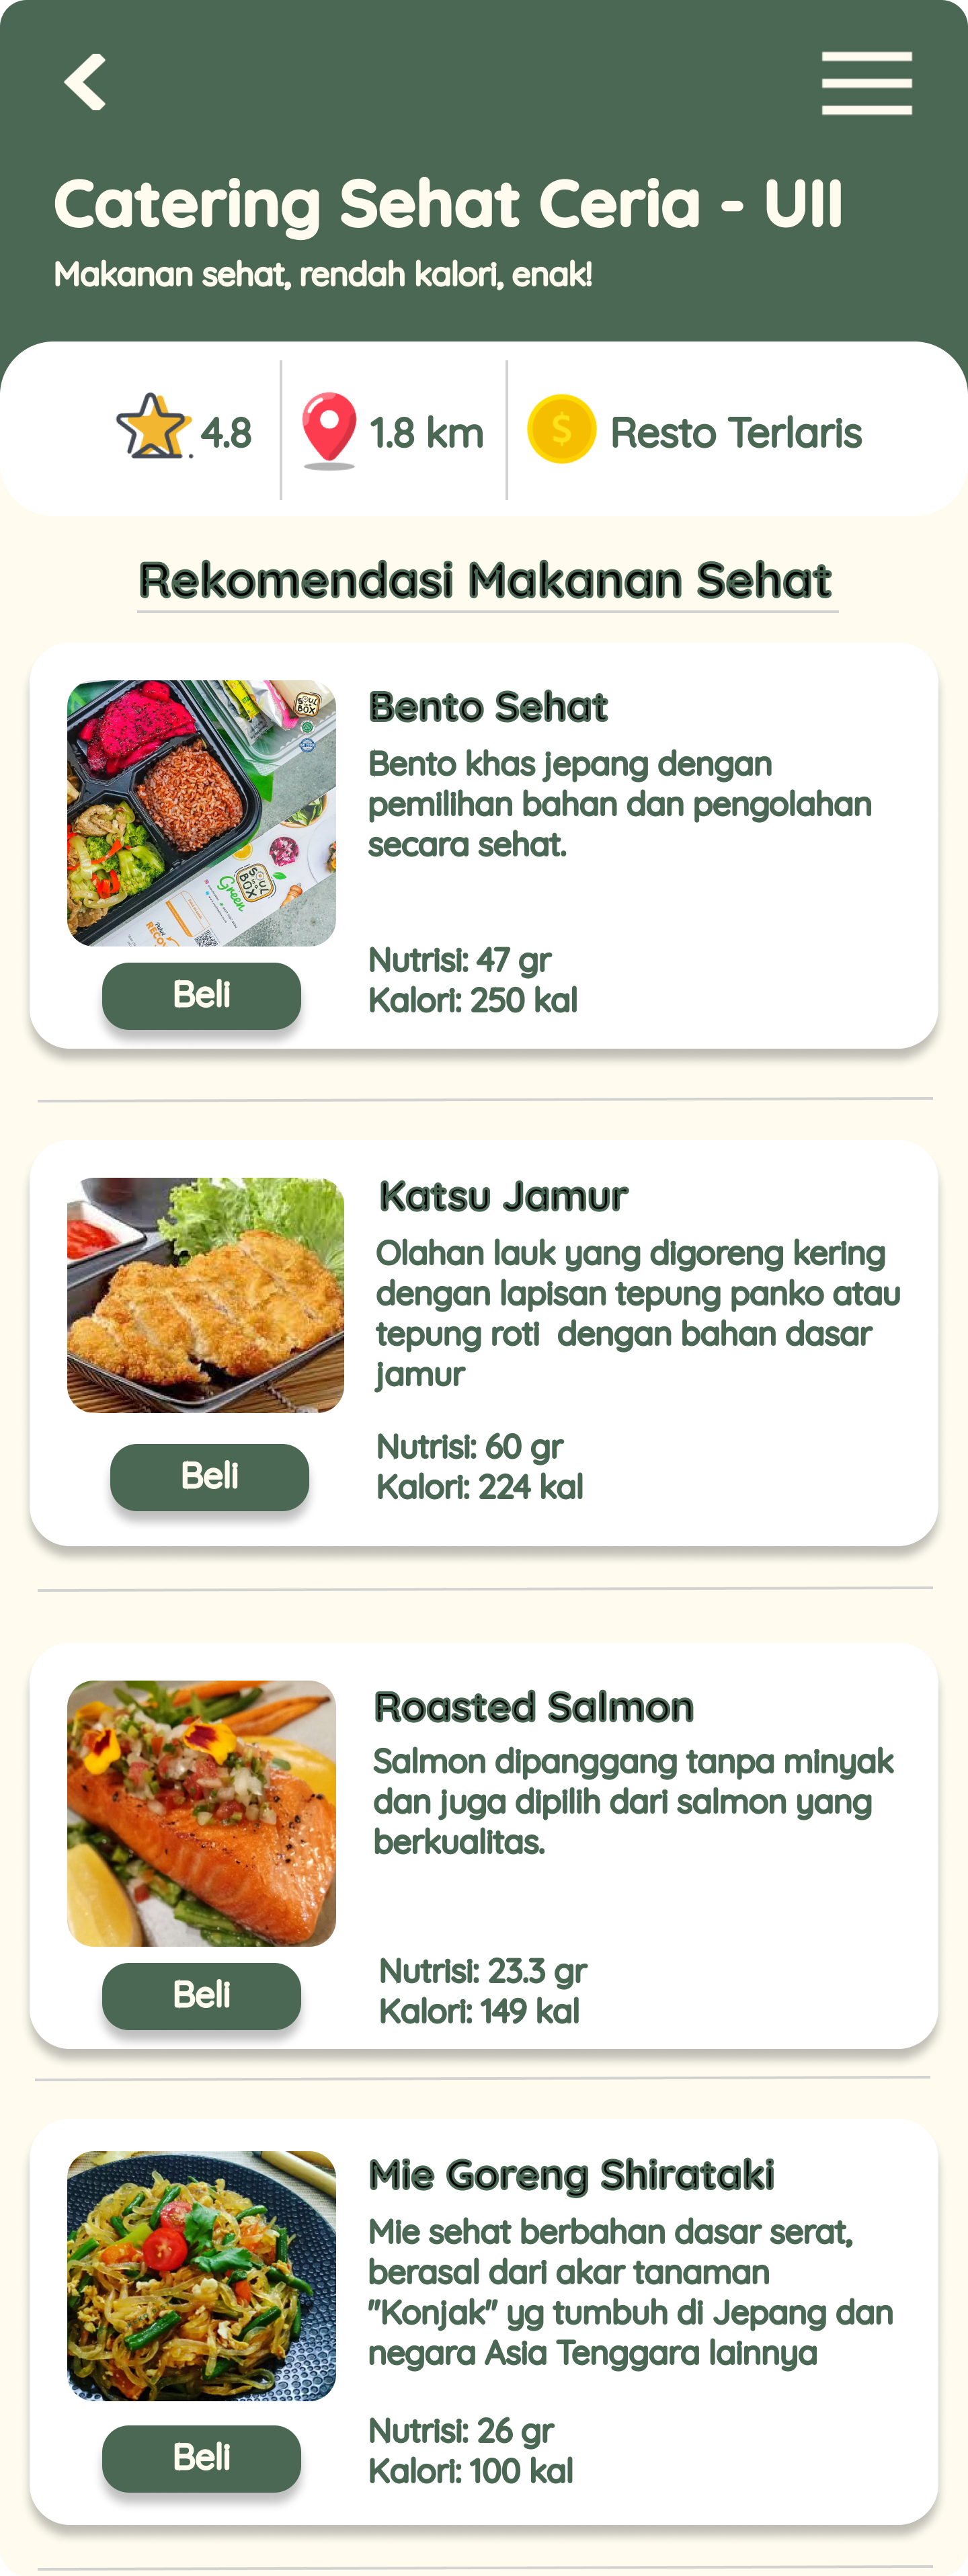 Catering Sehat Ceria - UII
Makanan sehat, rendah kalori, enak!
4.8
1.8 km
$
Resto Terlaris
Rekomendasi Makanan Sehat
SOUL
BOX
SOUL
BOX
Green
Bento Sehat
Bento khas jepang dengan
pemilihan bahan dan pengolahan
secara sehat.
Nutrisi: 47 gr
Kalori: 250 kal
Beli
Katsu Jamur
Olahan lauk yang digoreng kering
dengan lapisan tepung panko atau
tepung roti  dengan bahan dasar
jamur
Nutrisi: 60 gr
Kalori: 224 kal
Beli
Roasted Salmon
Salmon dipanggang tanpa minyak
dan juga dipilih dari salmon yang
berkualitas.
Nutrisi: 23.3 gr
Kalori: 149 kal
Beli
Mie Goreng Shirataki
Mie sehat berbahan dasar serat,
berasal dari akar tanaman
"Konjak" yg tumbuh di Jepang dan
negara Asia Tenggara lainnya
Nutrisi: 26 gr
Kalori: 100 kal
Beli